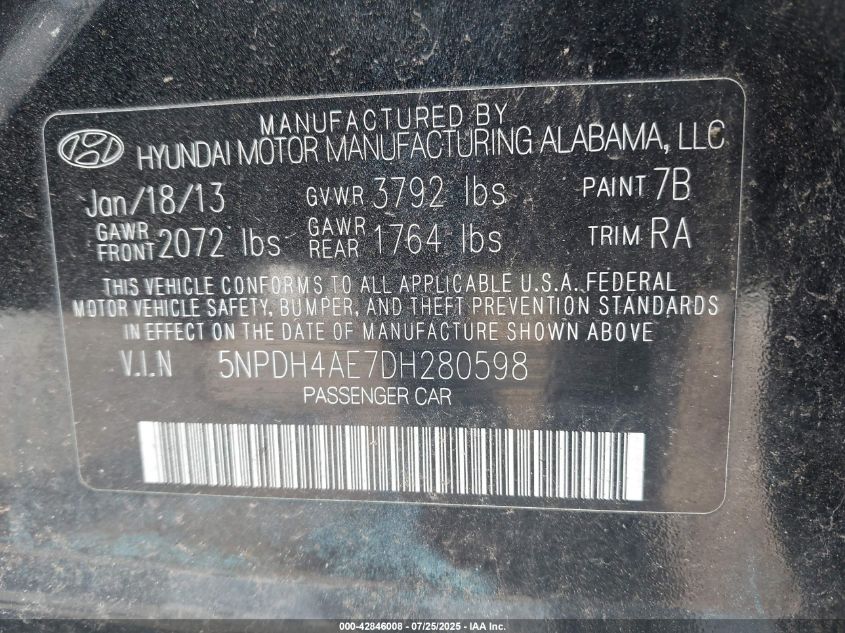 MANUFACTURED BY
HYUNDAI MOTOR MANUFACTURING ALABAMA, LLC
Jan/18/13 GVWR 3792 lbs PAINT 7B
GAWR FRONT 2072 lbs GAWR REAR 1764 lbs TRIM RA
THIS VEHICLE CONFORMS TO ALL APPLICABLE U.S.A. FEDERAL
MOTOR VEHICLE SAFETY, BUMPER, AND THEFT PREVENTION STANDARDS
IN EFFECT ON THE DATE OF MANUFACTURE SHOWN ABOVE
V.I.N 5NPDH4AE7DH280598
PASSENGER CAR
000-42846008 - 07/25/2025 - IAA Inc.